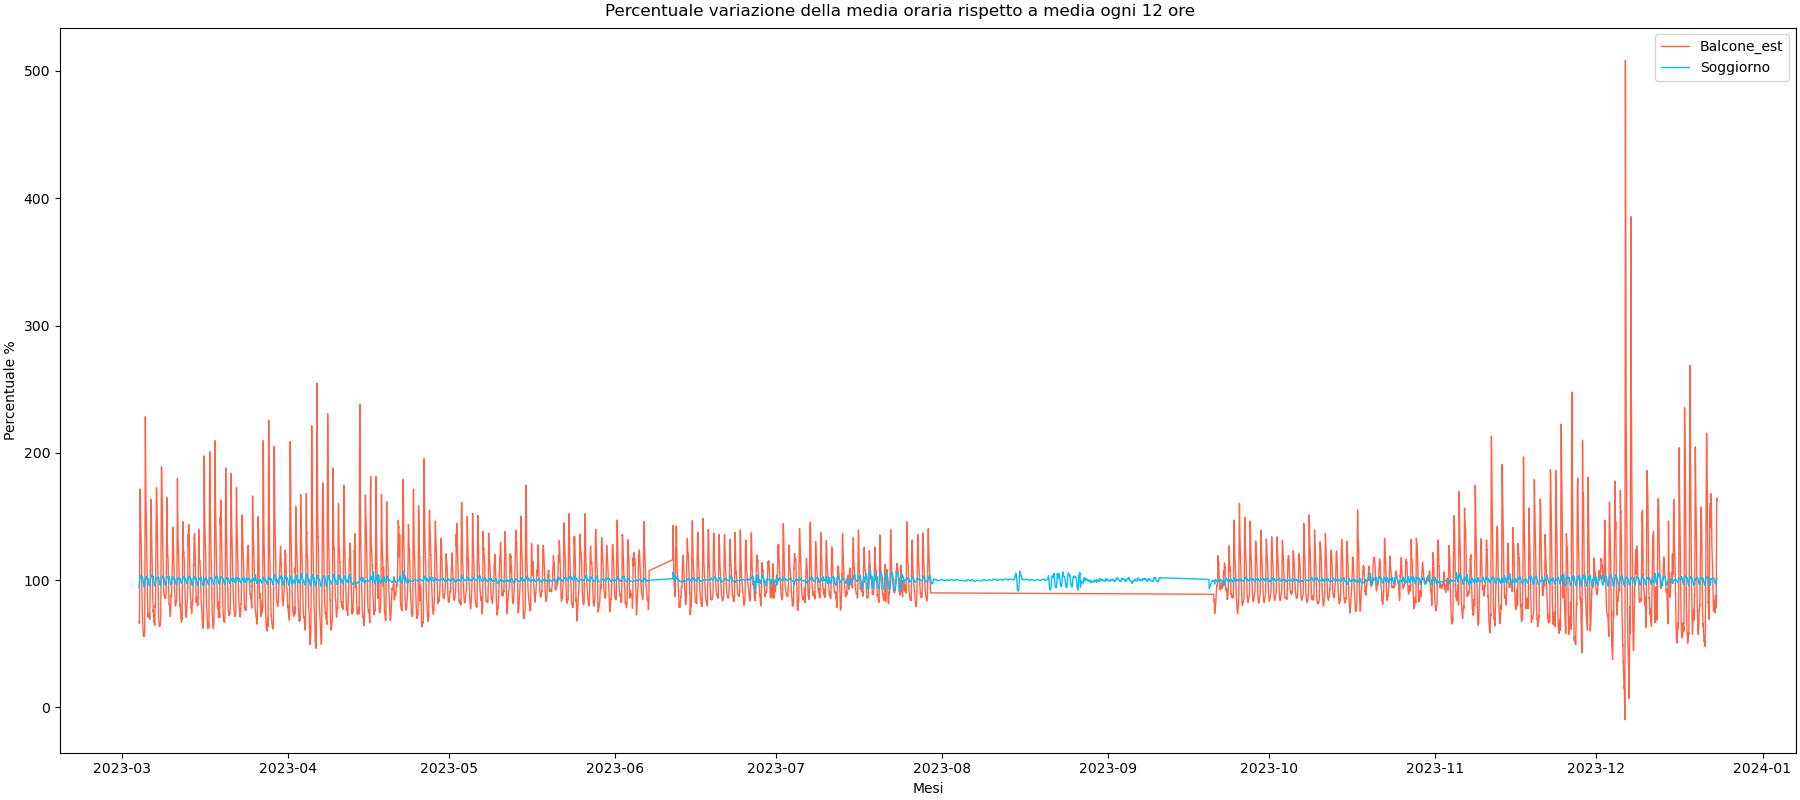 Percentuale variazione della media oraria rispetto a media ogni 12 ore
Balcone_est
Soggiorno
Percentuale %
500
400
300
200
100
0
2023-03 2023-04 2023-05 2023-06 2023-07 2023-08 2023-09 2023-10 2023-11 2023-12 2024-01
Mesi